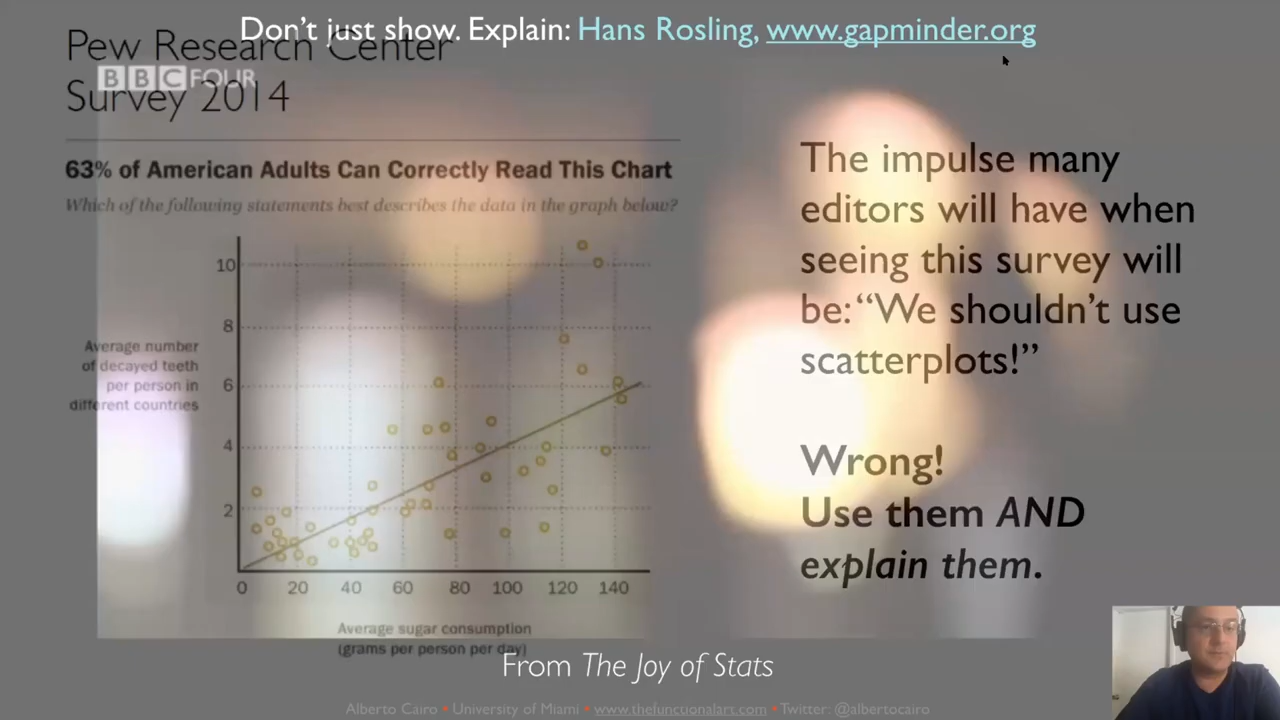 Don't just show. Explain: Hans Rosling, www.gapminder.org
Pew Research Center
Survey 2014
BBC FOUR
63% of American Adults Can Correctly Read This Chart
Which of the following statements best describes the data in the graph below?
10
8
6
4
2
Average number
of decayed teeth
per person in
different countries
0 20 40 60 80 100 120 140
Average sugar consumption
(grams per person per day)
The impulse many
editors will have when
seeing this survey will
be: “We shouldn't use
scatterplots!”
Wrong!
Use them AND
explain them.
From The Joy of Stats
Alberto Cairo • University of Miami • www.thefunctionalart.com • Twitter: @albertocairo